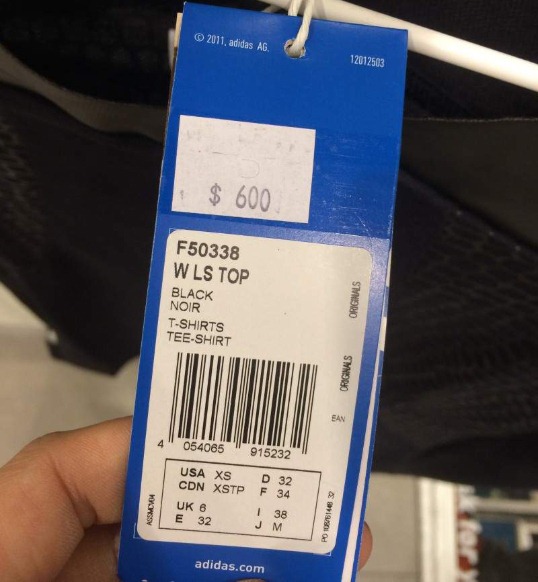 © 2011, adidas AG.
12012503
$ 600
F50338
W LS TOP
BLACK
NOIR
T-SHIRTS
TEE-SHIRT
ORIGINALS
ORIGINALS
EAN
4 054065 915232
USA XS D 32
CDN XSTP F 34
UK 6 I 38
E 32 J M
adidas.com